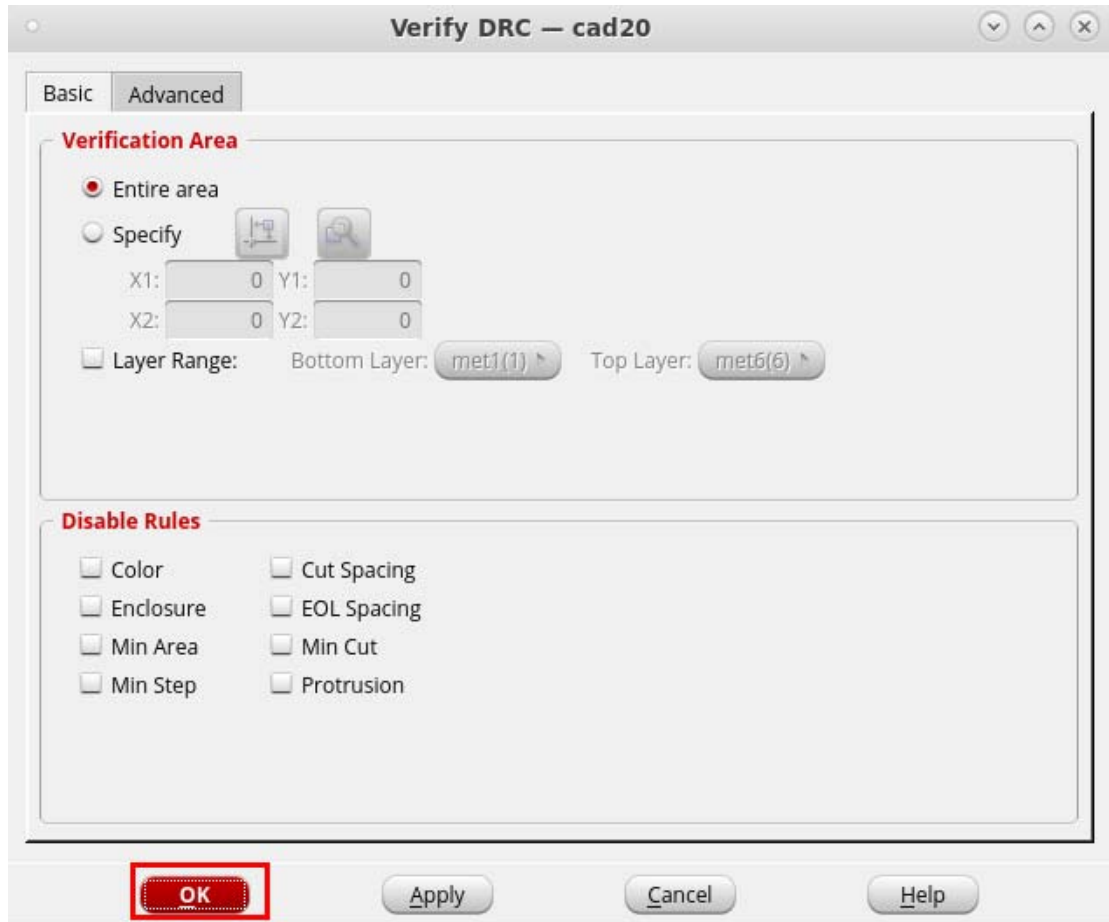 Verify DRC — cad20
Basic Advanced
Verification Area
Entire area
Specify
X1: 0 Y1: 0
X2: 0 Y2: 0
Layer Range: Bottom Layer: met1(1) Top Layer: met6(6)
Disable Rules
Color Cut Spacing
Enclosure EOL Spacing
Min Area Min Cut
Min Step Protrusion
OK Apply Cancel Help